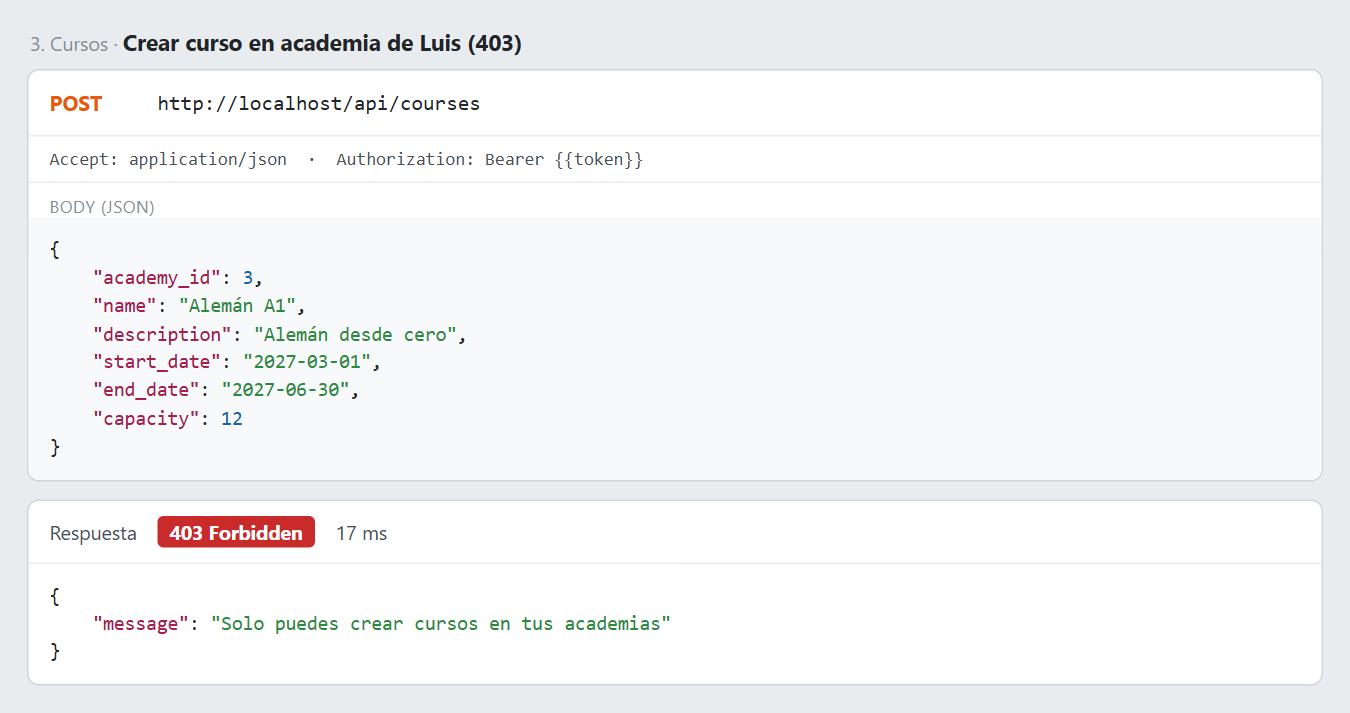 3. Cursos · Crear curso en academia de Luis (403)
POST http://localhost/api/courses
Accept: application/json · Authorization: Bearer {{token}}
BODY (JSON)
{
    "academy_id": 3,
    "name": "Alemán A1",
    "description": "Alemán desde cero",
    "start_date": "2027-03-01",
    "end_date": "2027-06-30",
    "capacity": 12
}
Respuesta 403 Forbidden 17 ms
{
    "message": "Solo puedes crear cursos en tus academias"
}